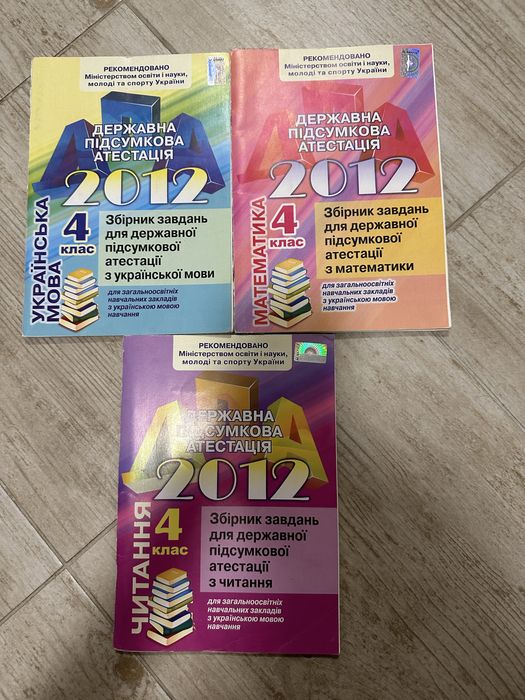 РЕКОМЕНДОВАНО
Міністерством освіти і науки,
молоді та спорту України
ДПА
ДЕРЖАВНА
ПІДСУМКОВА
АТЕСТАЦІЯ
2012
УКРАЇНСЬКА
МОВА
4
клас
Збірник завдань
для державної
підсумкової
атестації
з української мови
для загальноосвітніх
навчальних закладів
з українською мовою
навчання
РЕКОМЕНДОВАНО
Міністерством освіти і науки,
молоді та спорту України
ДПА
ДЕРЖАВНА
ПІДСУМКОВА
АТЕСТАЦІЯ
2012
МАТЕМАТИКА
4
клас
Збірник завдань
для державної
підсумкової
атестації
з математики
для загальноосвітніх
навчальних закладів
з українською мовою
навчання
РЕКОМЕНДОВАНО
Міністерством освіти і науки,
молоді та спорту України
ДПА
ДЕРЖАВНА
ПІДСУМКОВА
АТЕСТАЦІЯ
2012
ЧИТАННЯ
4
клас
Збірник завдань
для державної
підсумкової
атестації
з читання
для загальноосвітніх
навчальних закладів
з українською мовою
навчання